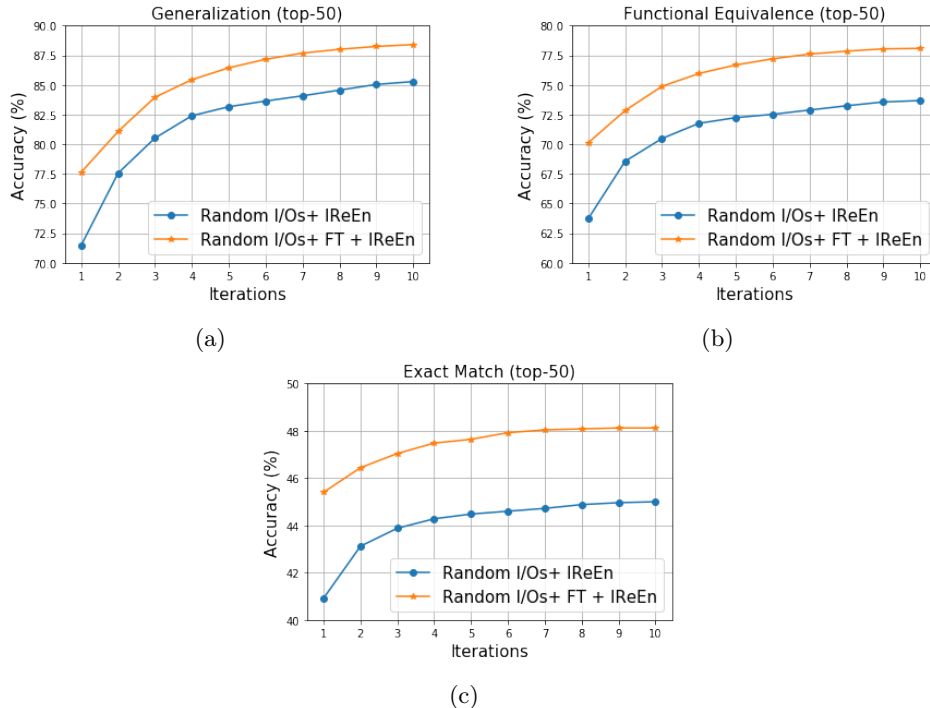 Generalization (top-50)
90.0
87.5
85.0
82.5
80.0
77.5
75.0
72.5
70.0
Accuracy (%)
Random I/Os+ IReEn
Random I/Os+ FT + IReEn
1 2 3 4 5 6 7 8 9 10
Iterations
(a)
Functional Equivalence (top-50)
80.0
77.5
75.0
72.5
70.0
67.5
65.0
62.5
60.0
Accuracy (%)
Random I/Os+ IReEn
Random I/Os+ FT + IReEn
1 2 3 4 5 6 7 8 9 10
Iterations
(b)
Exact Match (top-50)
50
48
46
44
42
40
Accuracy (%)
Random I/Os+ IReEn
Random I/Os+ FT + IReEn
1 2 3 4 5 6 7 8 9 10
Iterations
(c)